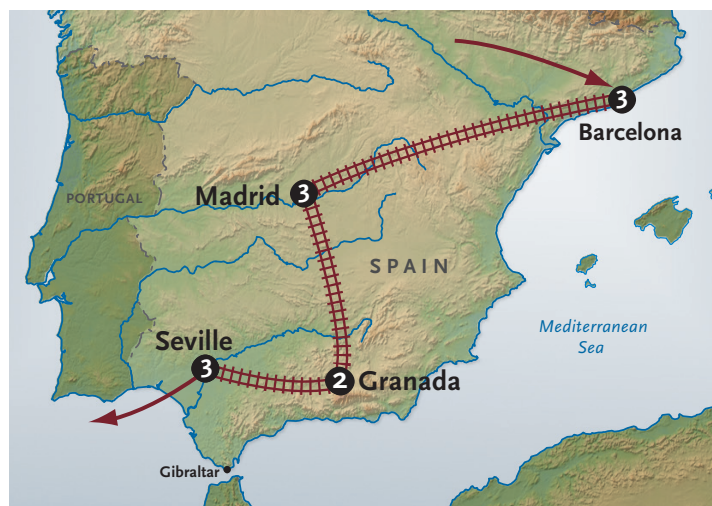 3
Barcelona
Madrid
3
PORTUGAL
SPAIN
Mediterranean
Sea
Seville
3
2
Granada
Gibraltar